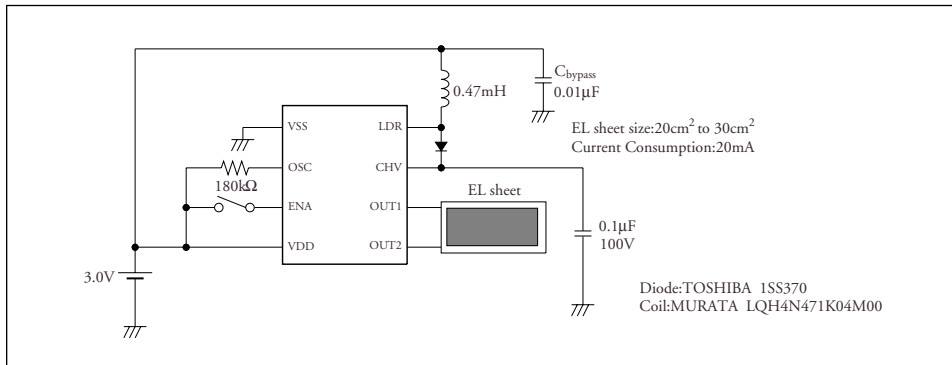 C_bypass
0.01µF
0.47mH
EL sheet size:20cm² to 30cm²
Current Consumption:20mA
VSS
LDR
OSC
CHV
180kΩ
EL sheet
ENA
OUT1
0.1µF
100V
VDD
OUT2
3.0V
Diode:TOSHIBA 1SS370
Coil:MURATA LQH4N471K04M00